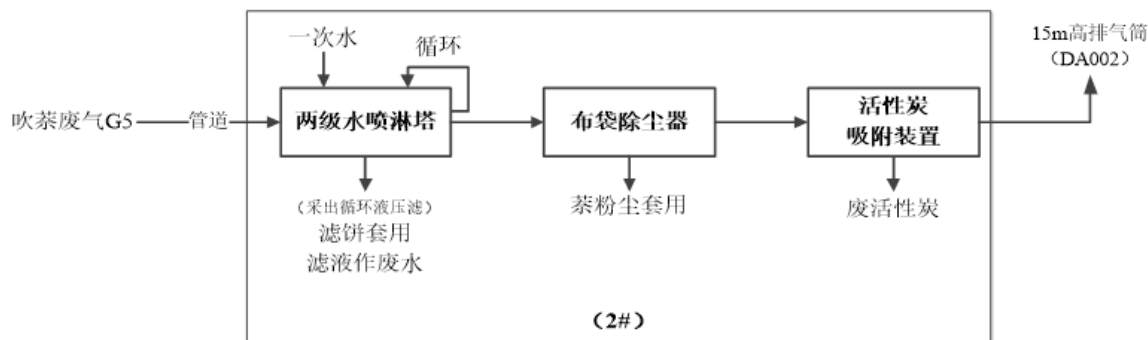 一次水
循环
15m高排气筒
（DA002）
吹萘废气G5
管道
两级水喷淋塔
布袋除尘器
活性炭
吸附装置
（采出循环液压滤）
滤饼套用
滤液作废水
萘粉尘套用
废活性炭
（2#）